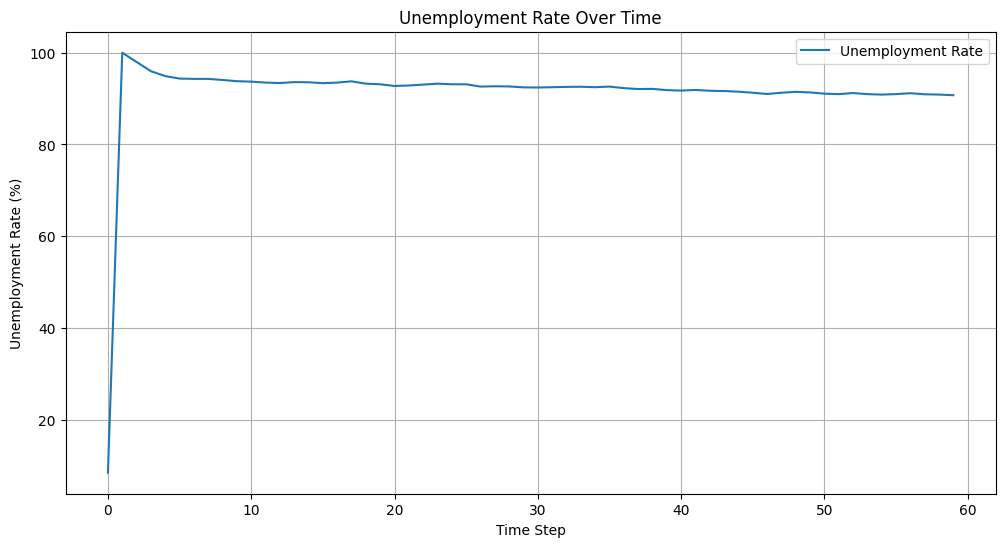 Unemployment Rate Over Time
Unemployment Rate
100
80
60
40
20
Unemployment Rate (%)
0 10 20 30 40 50 60
Time Step